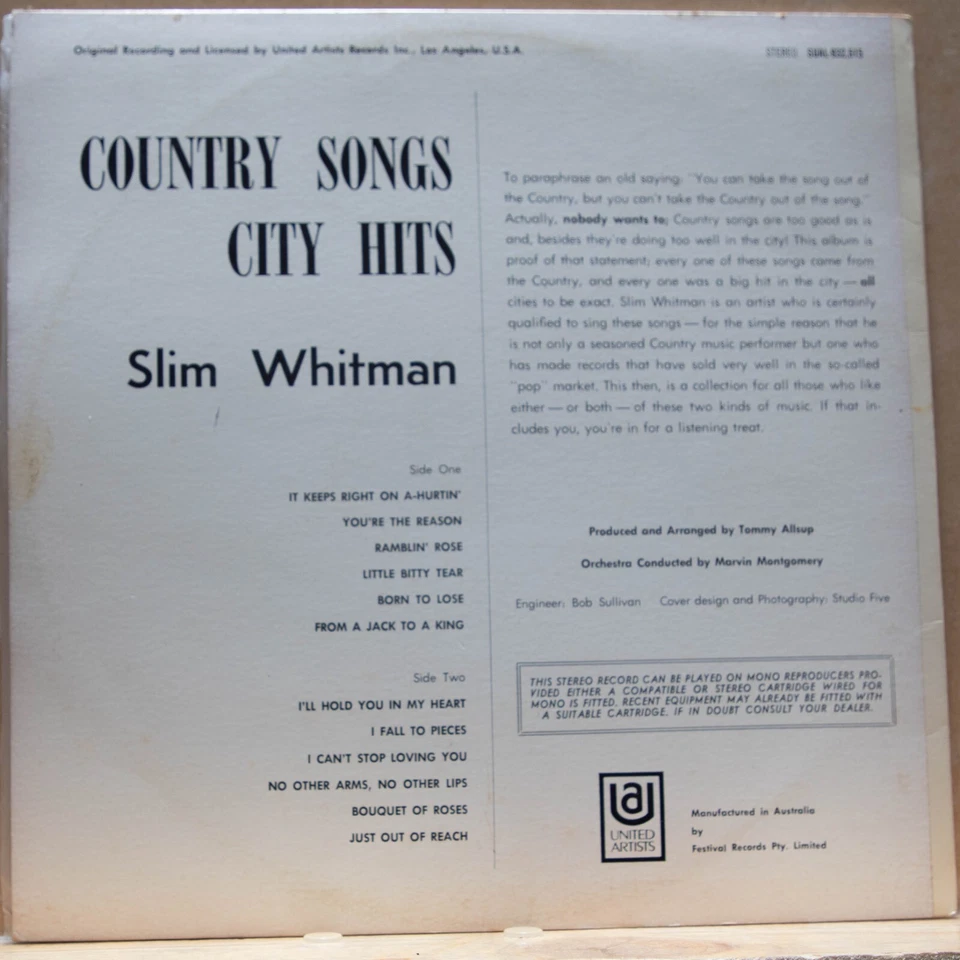 Original Recording and Licensed by United Artists Records Inc., Los Angeles, U.S.A.
STEREO
COUNTRY SONGS
CITY HITS
Slim Whitman
Side One
IT KEEPS RIGHT ON A-HURTIN'
YOU'RE THE REASON
RAMBLIN' ROSE
LITTLE BITTY TEAR
BORN TO LOSE
FROM A JACK TO A KING
Side Two
I'LL HOLD YOU IN MY HEART
I FALL TO PIECES
I CAN'T STOP LOVING YOU
NO OTHER ARMS, NO OTHER LIPS
BOUQUET OF ROSES
JUST OUT OF REACH
To paraphrase an old saying: "You can take the song out of
the Country, but you can't take the Country out of the song."
Actually, nobody wants to; Country songs are too good as is
and, besides they're doing too well in the city! This album is
proof of that statement; every one of these songs came from
the Country, and every one was a big hit in the city — all
cities to be exact. Slim Whitman is an artist who is certainly
qualified to sing these songs — for the simple reason that he
is not only a seasoned Country music performer but one who
has made records that have sold very well in the so-called
"pop" market. This then, is a collection for all those who like
either — or both — of these two kinds of music. If that in-
cludes you, you're in for a listening treat.
Produced and Arranged by Tommy Allsup
Orchestra Conducted by Marvin Montgomery
Engineer: Bob Sullivan Cover design and Photography: Studio Five
THIS STEREO RECORD CAN BE PLAYED ON MONO REPRODUCERS PRO-
VIDED EITHER A COMPATIBLE OR STEREO CARTRIDGE WIRED FOR
MONO IS FITTED. RECENT EQUIPMENT MAY ALREADY BE FITTED WITH
A SUITABLE CARTRIDGE. IF IN DOUBT CONSULT YOUR DEALER.
UA
UNITED
ARTISTS
Manufactured in Australia
by
Festival Records Pty. Limited